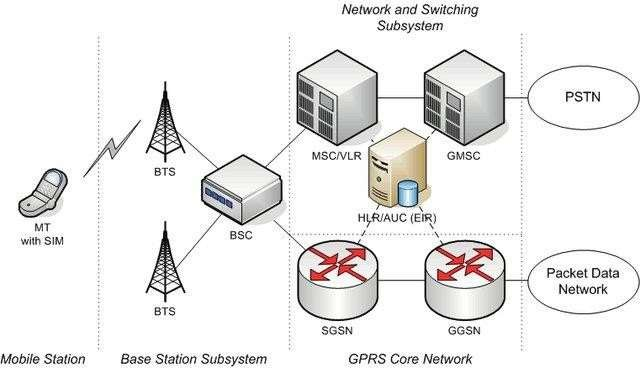 Network and Switching
Subsystem
MSC/VLR
GMSC
PSTN
BTS
HLR/AUC (EIR)
MT
with SIM
BSC
BTS
SGSN
GGSN
Packet Data
Network
Mobile Station
Base Station Subsystem
GPRS Core Network